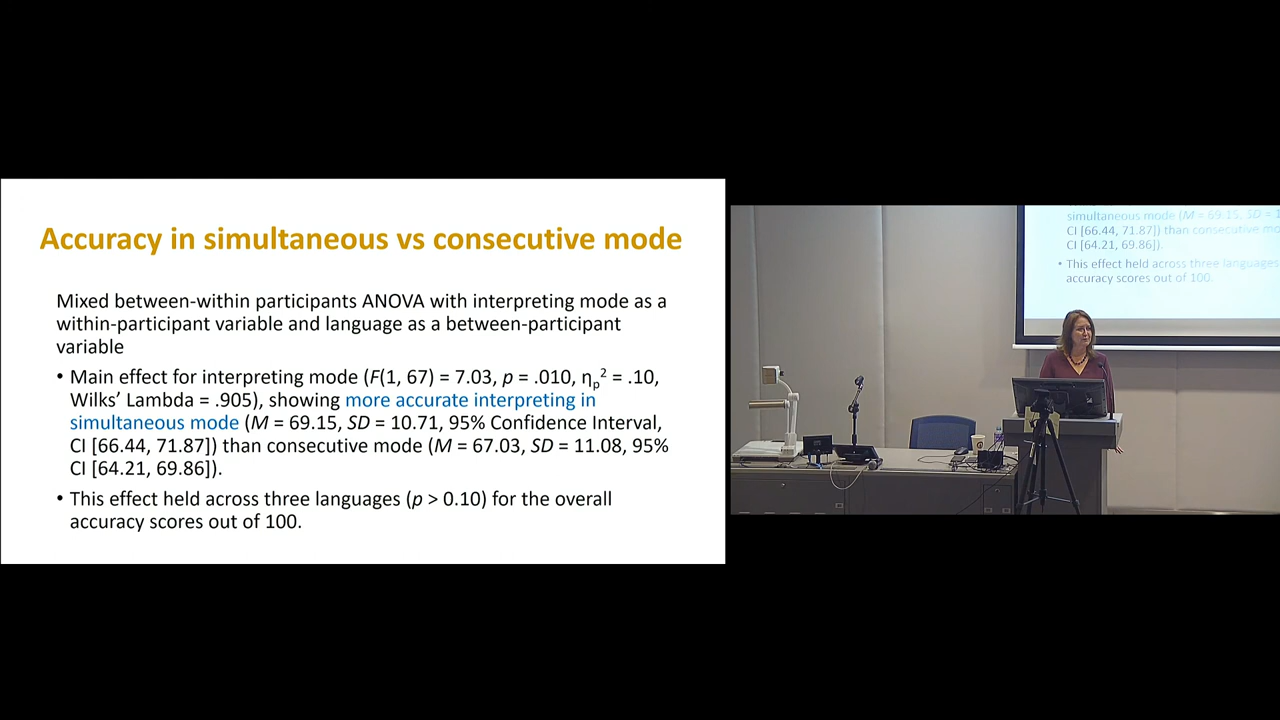 Accuracy in simultaneous vs consecutive mode
Mixed between-within participants ANOVA with interpreting mode as a
within-participant variable and language as a between-participant
variable
• Main effect for interpreting mode (F(1, 67) = 7.03, p = .010, ηp² = .10,
Wilks’ Lambda = .905), showing more accurate interpreting in
simultaneous mode (M = 69.15, SD = 10.71, 95% Confidence Interval,
CI [66.44, 71.87]) than consecutive mode (M = 67.03, SD = 11.08, 95%
CI [64.21, 69.86]).
• This effect held across three languages (p > 0.10) for the overall
accuracy scores out of 100.
simultaneous mode (M = 69.15, SD = 1
CI [66.44, 71.87]) than consecutive mo
CI [64.21, 69.86]).
• This effect held across three languages
accuracy scores out of 100.